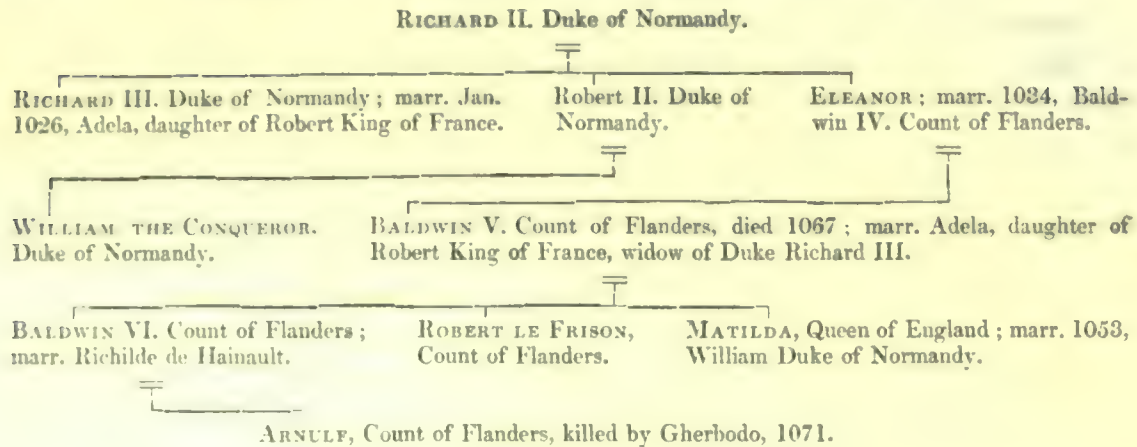 RICHARD II. Duke of Normandy.
RICHARD III. Duke of Normandy; marr. Jan.
1026, Adela, daughter of Robert King of France.
Robert II. Duke of
Normandy.
ELEANOR; marr. 1034, Bald-
win IV. Count of Flanders.
WILLIAM THE CONQUEROR.
Duke of Normandy.
BALDWIN V. Count of Flanders, died 1067; marr. Adela, daughter of
Robert King of France, widow of Duke Richard III.
BALDWIN VI. Count of Flanders;
marr. Richilde de Hainault.
ROBERT LE FRISON,
Count of Flanders.
MATILDA, Queen of England; marr. 1053,
William Duke of Normandy.
ARNULF, Count of Flanders, killed by Gherbodo, 1071.